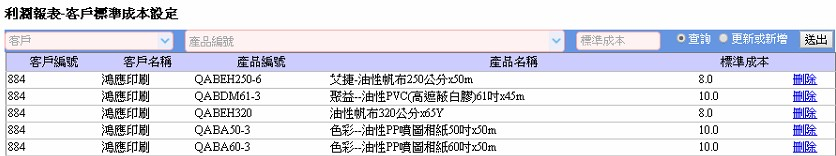 利潤報表-客戶標準成本設定
客戶 產品編號 標準成本 查詢 更新或新增 送出
客戶編號 客戶名稱 產品編號 產品名稱 標準成本
884 鴻應印刷 QABEH250-6 艾捷-油性帆布250公分x50m 8.0 刪除
884 鴻應印刷 QABDM61-3 聚益--油性PVC(高遮蔽白膠)61吋x45m 10.0 刪除
884 鴻應印刷 QABEH320 油性帆布320公分x65Y 8.0 刪除
884 鴻應印刷 QABA50-3 色彩--油性PP噴圖相紙50吋x50m 10.0 刪除
884 鴻應印刷 QABA60-3 色彩--油性PP噴圖相紙60吋x50m 10.0 刪除